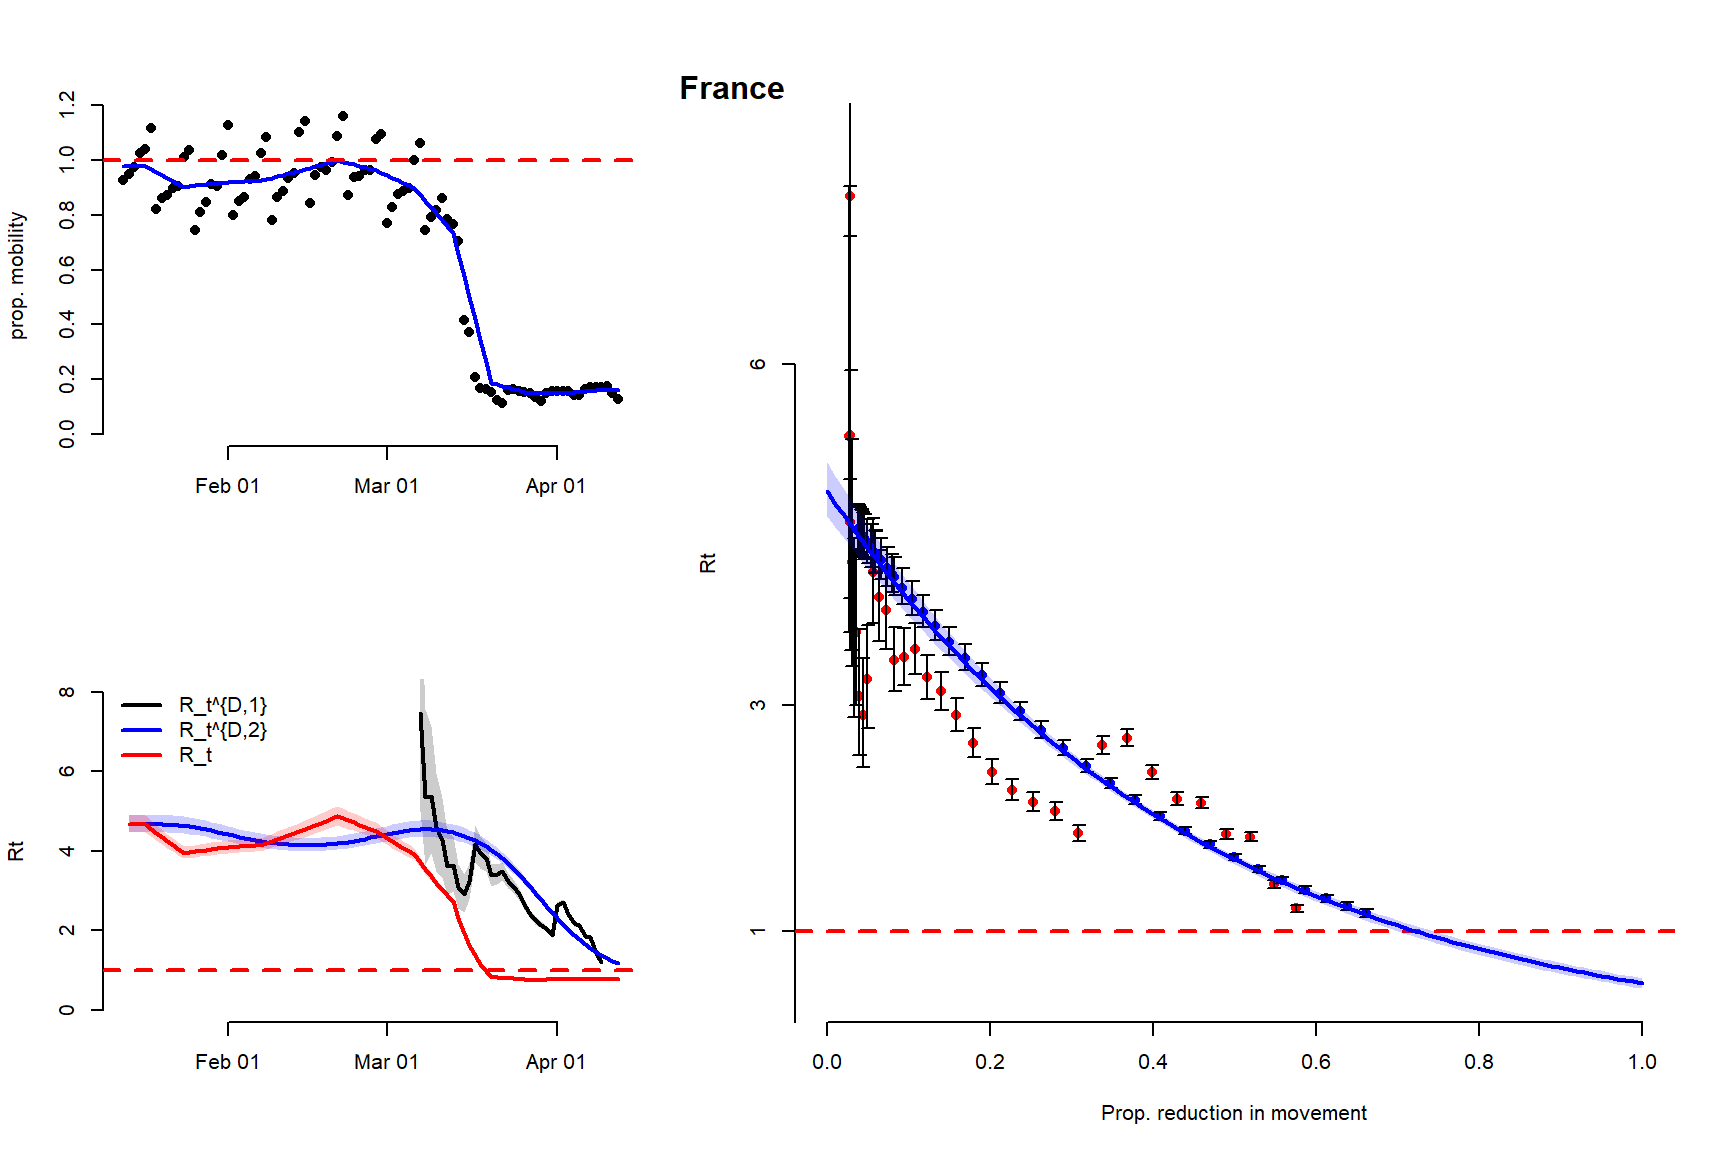 France
prop. mobility
1.2
1.0
0.8
0.6
0.4
0.2
0.0
Feb 01 Mar 01 Apr 01
Rt
8
6
4
2
0
R_t^{D,1}
R_t^{D,2}
R_t
Feb 01 Mar 01 Apr 01
Rt
6
3
1
0.0 0.2 0.4 0.6 0.8 1.0
Prop. reduction in movement